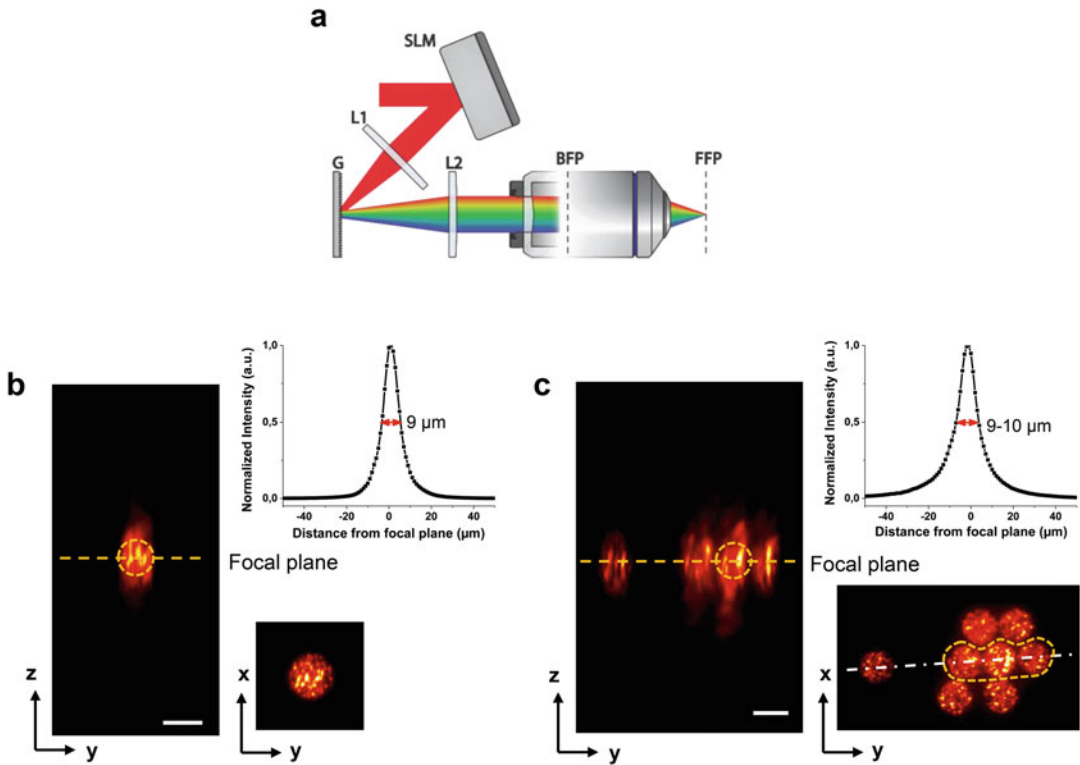 a
SLM
L1
G
L2
BFP
FFP
b
Normalized Intensity (a.u.)
1,0
0,5
0,0
9 µm
-40 -20 0 20 40
Distance from focal plane (µm)
Focal plane
z
y
x
y
c
Normalized Intensity (a.u.)
1,0
0,5
0,0
9-10 µm
-40 -20 0 20 40
Distance from focal plane (µm)
Focal plane
z
y
x
y